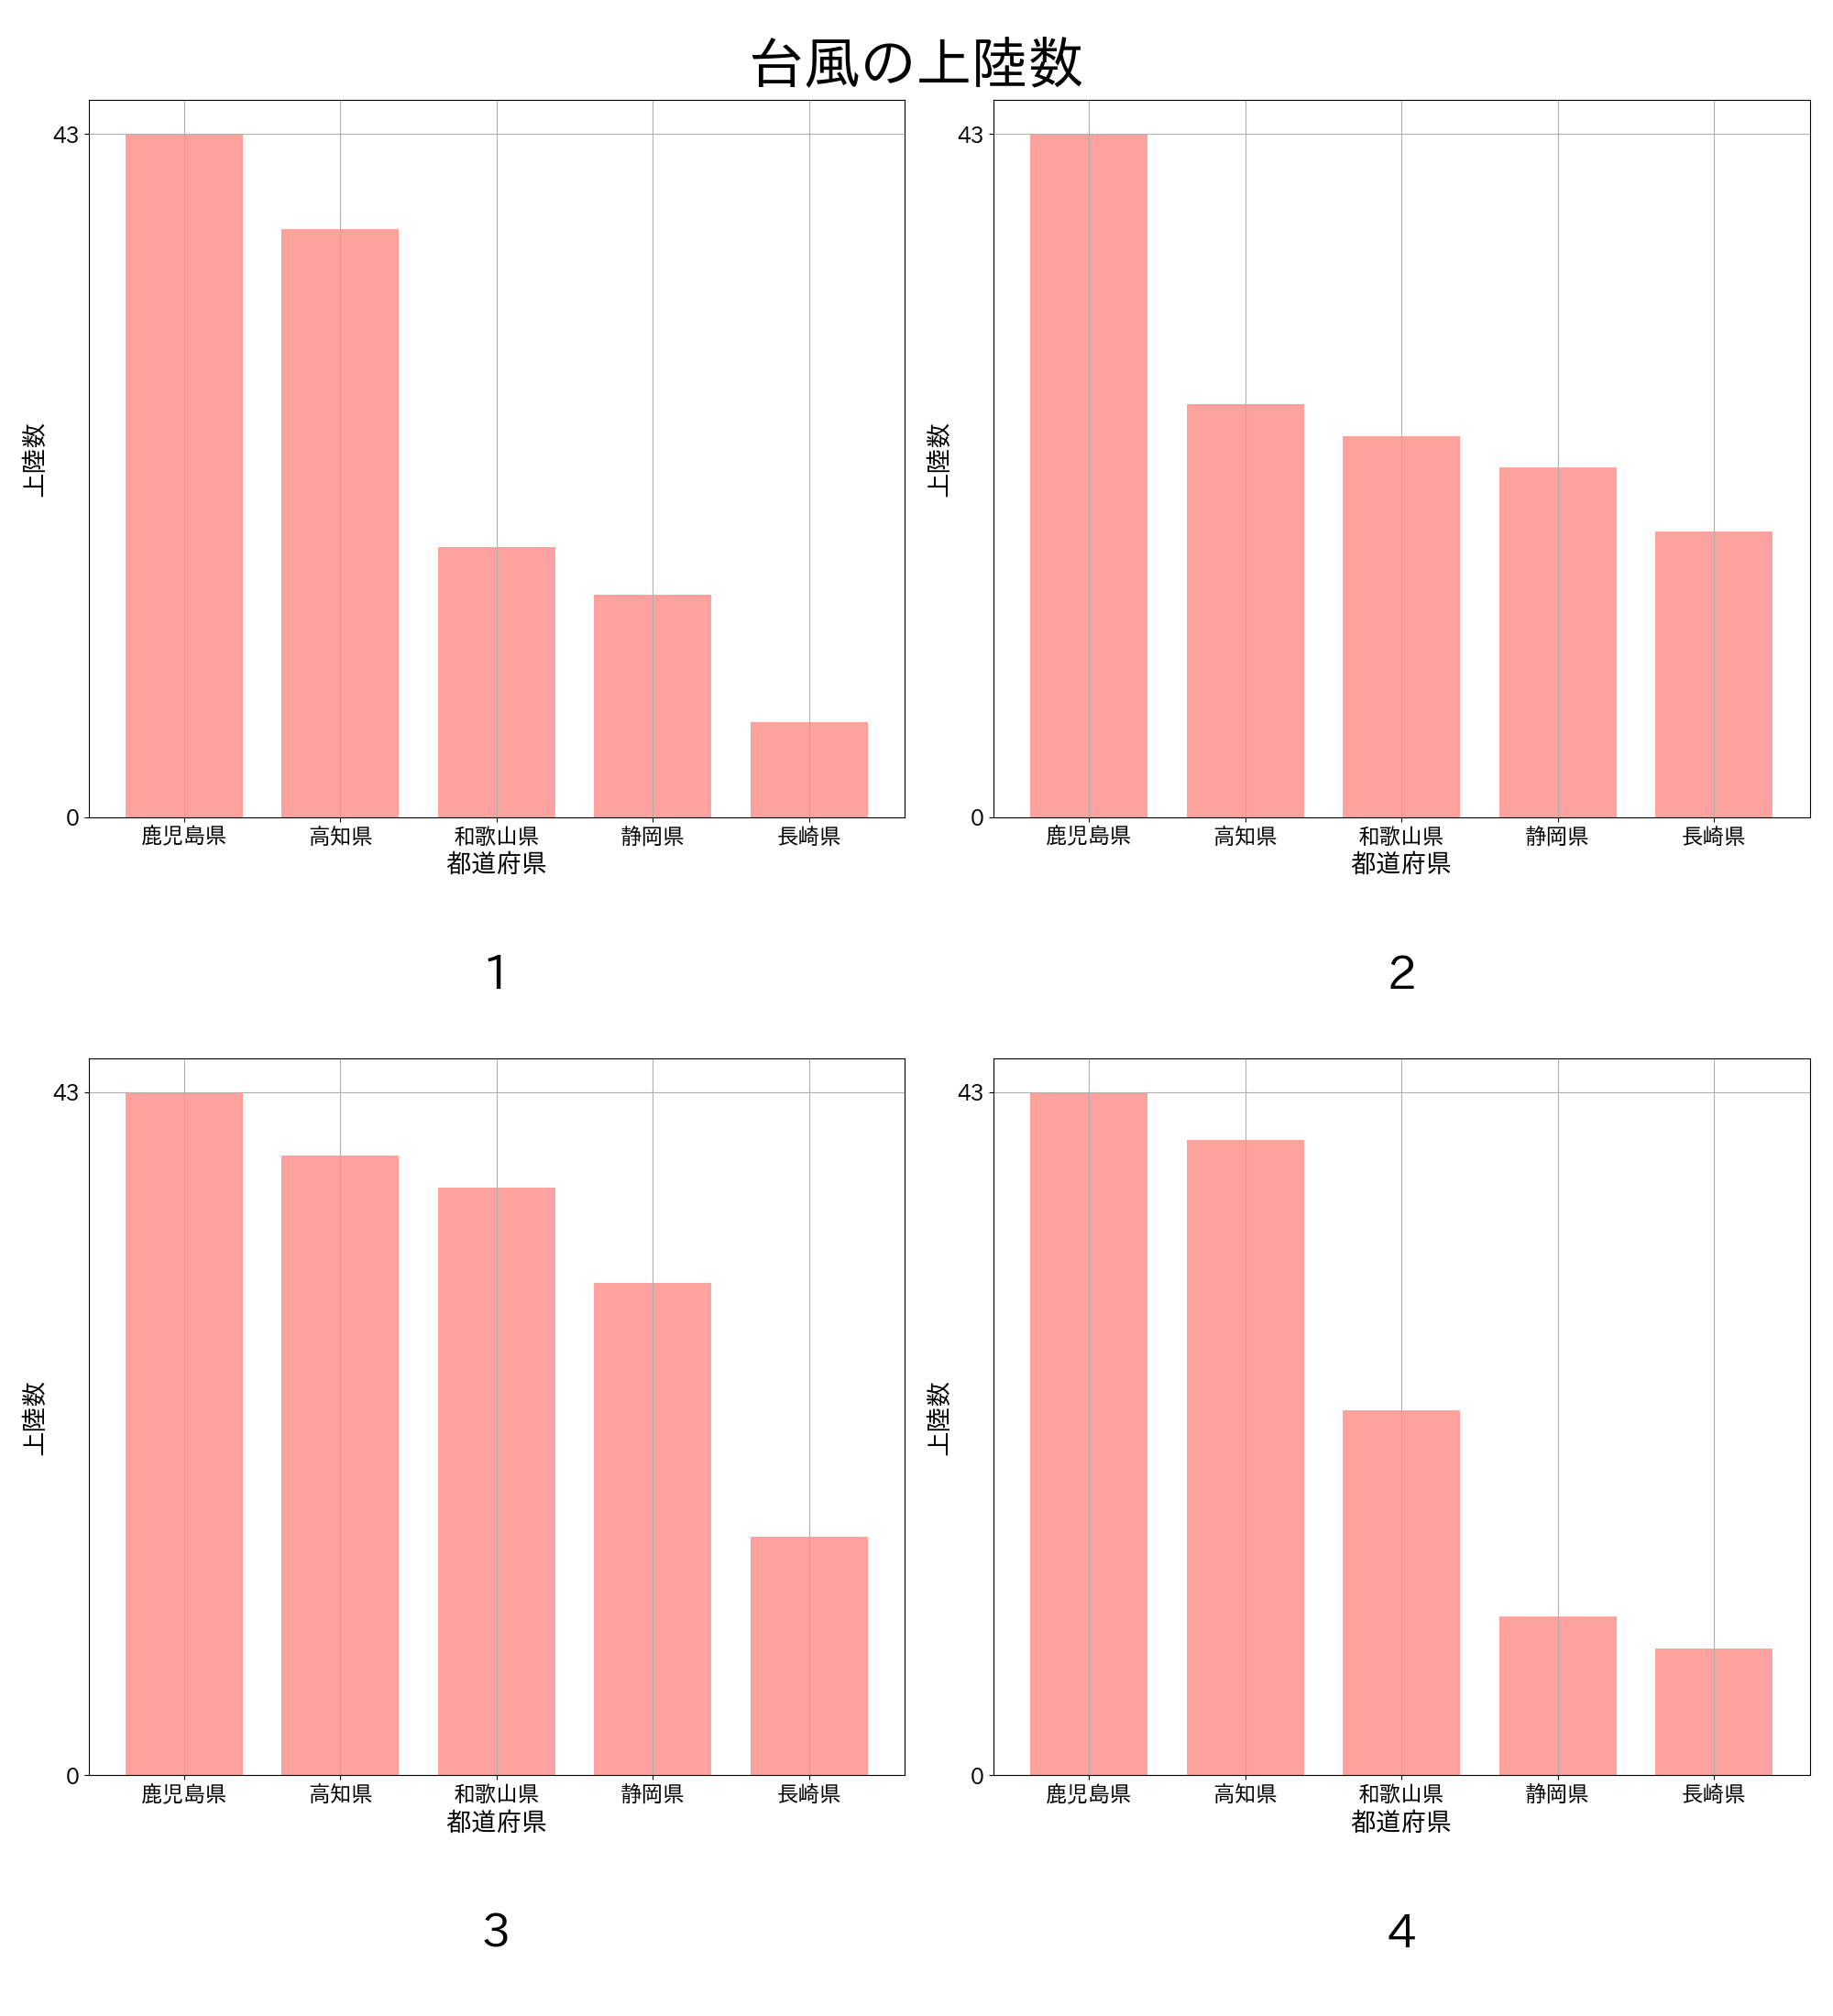 台風の上陸数
43
上陸数
0
鹿児島県 高知県 和歌山県 静岡県 長崎県
都道府県
1
43
上陸数
0
鹿児島県 高知県 和歌山県 静岡県 長崎県
都道府県
2
43
上陸数
0
鹿児島県 高知県 和歌山県 静岡県 長崎県
都道府県
3
43
上陸数
0
鹿児島県 高知県 和歌山県 静岡県 長崎県
都道府県
4